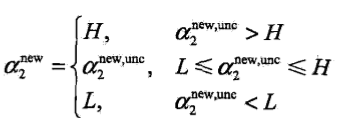 H, α₂^{new,unc} > H
α₂^{new} = { α₂^{new,unc}, L ⩽ α₂^{new,unc} ⩽ H
L, α₂^{new,unc} < L